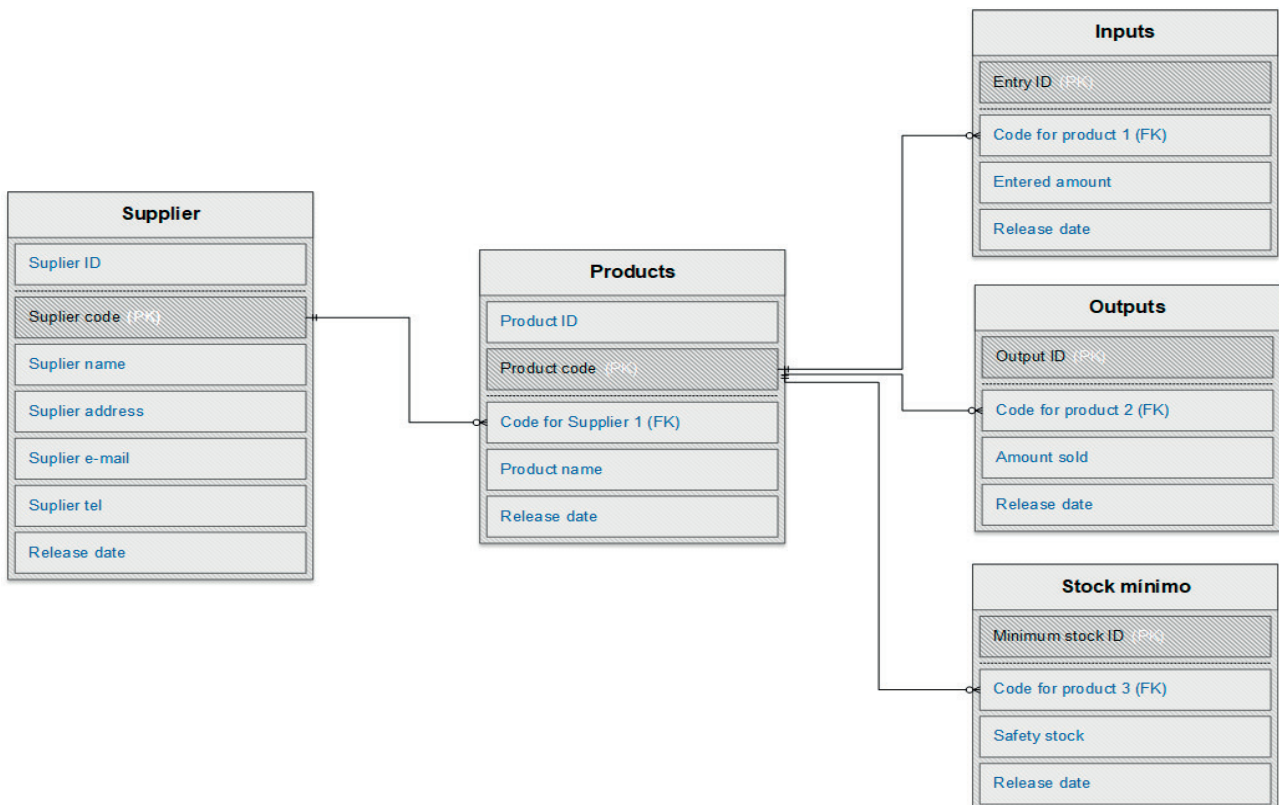 Supplier
Suplier ID
Suplier code (PK)
Suplier name
Suplier address
Suplier e-mail
Suplier tel
Release date
Products
Product ID
Product code (PK)
Code for Supplier 1 (FK)
Product name
Release date
Inputs
Entry ID (PK)
Code for product 1 (FK)
Entered amount
Release date
Outputs
Output ID (PK)
Code for product 2 (FK)
Amount sold
Release date
Stock mínimo
Minimum stock ID (PK)
Code for product 3 (FK)
Safety stock
Release date